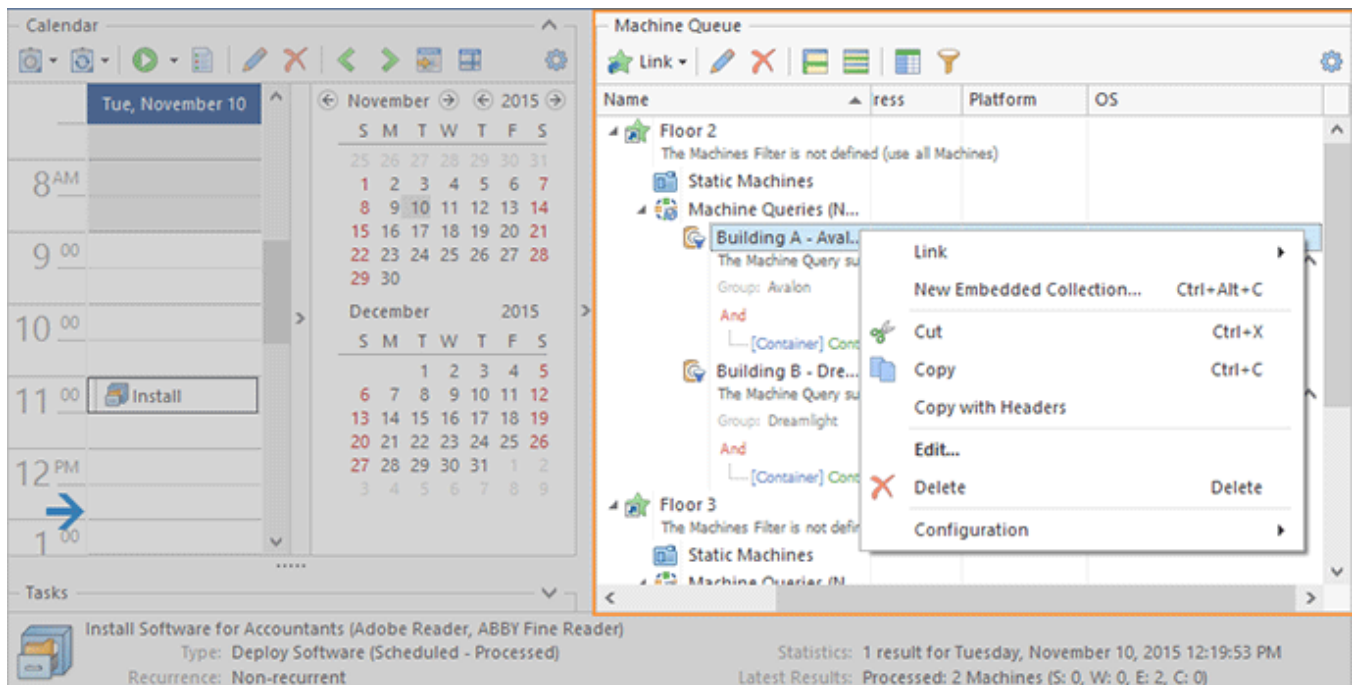 Calendar
Tue, November 10
8 AM
9 00
10 00
11 00 Install
12 PM
1 00
November 2015
S M T W T F S
25 26 27 28 29 30 31
1 2 3 4 5 6 7
8 9 10 11 12 13 14
15 16 17 18 19 20 21
22 23 24 25 26 27 28
29 30
December 2015
S M T W T F S
1 2 3 4 5
6 7 8 9 10 11 12
13 14 15 16 17 18 19
20 21 22 23 24 25 26
27 28 29 30 31 1 2
3 4 5 6 7 8 9
Tasks
Machine Queue
Link
Name ress Platform OS
Floor 2
The Machines Filter is not defined (use all Machines)
Static Machines
Machine Queries (N...
Building A - Aval...
The Machine Query su
Group: Avalon
And
[Container] Cont
Building B - Dre...
The Machine Query su
Group: Dreamlight
And
[Container] Cont
Floor 3
The Machines Filter is not defin
Static Machines
Machine Queries (N
Link
New Embedded Collection... Ctrl+Alt+C
Cut Ctrl+X
Copy Ctrl+C
Copy with Headers
Edit...
Delete Delete
Configuration
Install Software for Accountants (Adobe Reader, ABBY Fine Reader)
Type: Deploy Software (Scheduled - Processed)
Recurrence: Non-recurrent
Statistics: 1 result for Tuesday, November 10, 2015 12:19:53 PM
Latest Results: Processed: 2 Machines (S: 0, W: 0, E: 2, C: 0)